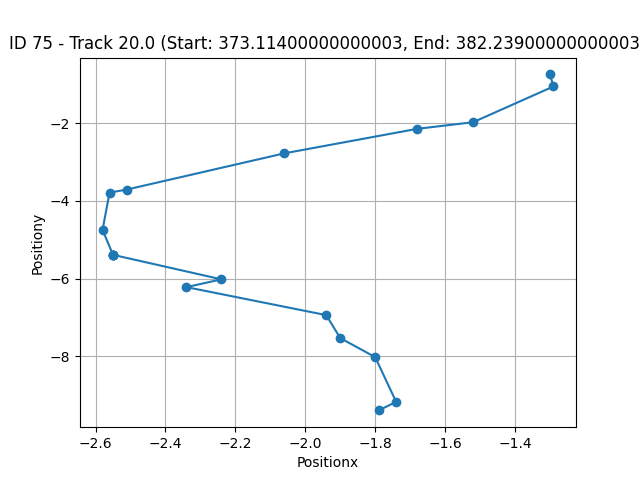 ID 75 - Track 20.0 (Start: 373.11400000000003, End: 382.23900000000003
Positiony
−2
−4
−6
−8
−2.6 −2.4 −2.2 −2.0 −1.8 −1.6 −1.4
Positionx